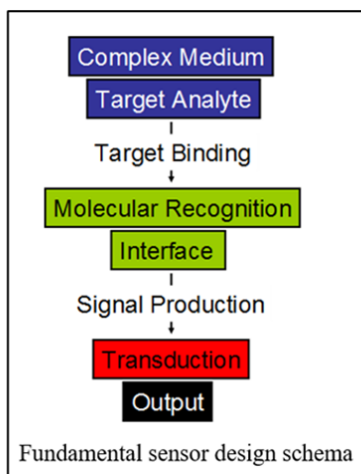 Complex Medium
Target Analyte
Target Binding
Molecular Recognition
Interface
Signal Production
Transduction
Output
Fundamental sensor design schema